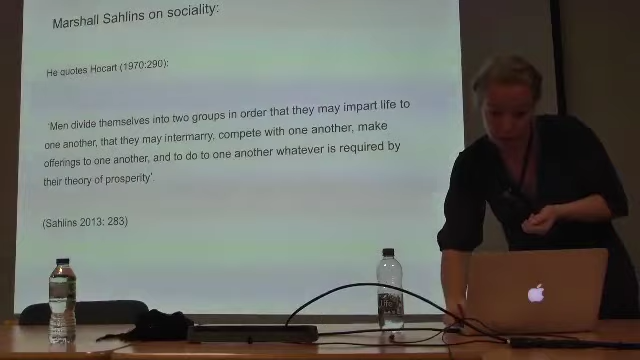 Marshall Sahlins on sociality:
He quotes Hocart (1970:290):
'Men divide themselves into two groups in order that they may impart life to
one another, that they may intermarry, compete with one another, make
offerings to one another, and to do to one another whatever is required by
their theory of prosperity'.
(Sahlins 2013: 283)